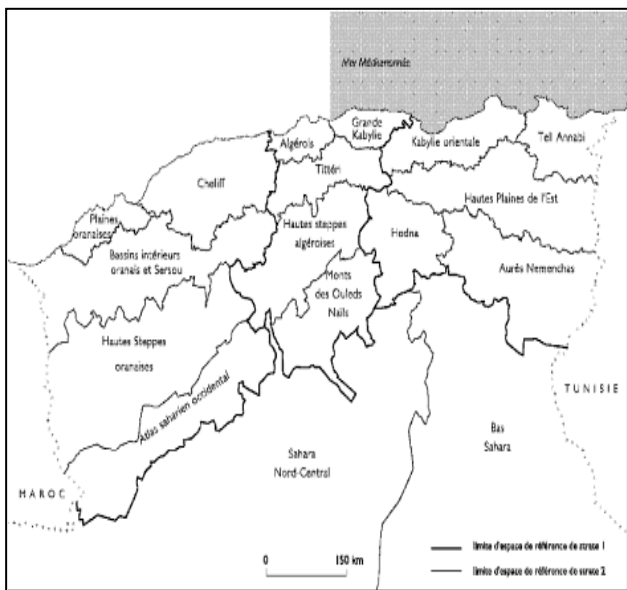 Mer Méditerranée
Grande
Kabylie
Algérois
Kabylie orientale
Tell Annabi
Titteri
Cheliff
Hautes Plaines de l'Est
Plaines
oranaises
Hautes steppes
algéroises
Hodna
Bassins intérieurs
oranais et Sersou
Aurès Nemenchas
Monts
des Ouleds
Naïls
Hautes Steppes
oranaises
Atlas saharien occidental
TUNISIE
Bas
Sahara
Sahara
Nord-Central
MAROC
limite d'espace de référence de strate 1
0 150 km
limite d'espace de référence de strate 2